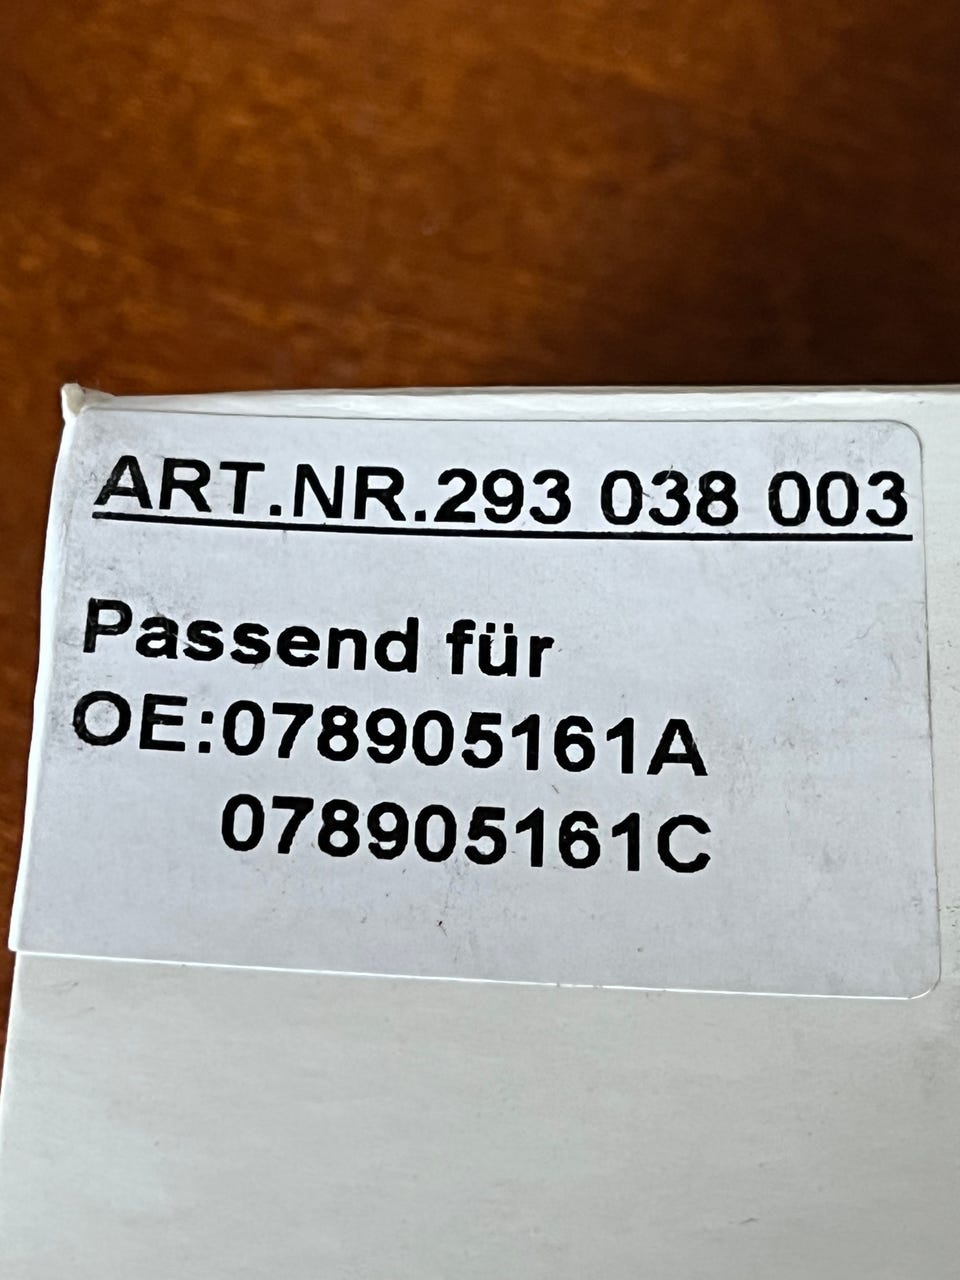 ART.NR.293 038 003
Passend für
OE:078905161A
078905161C